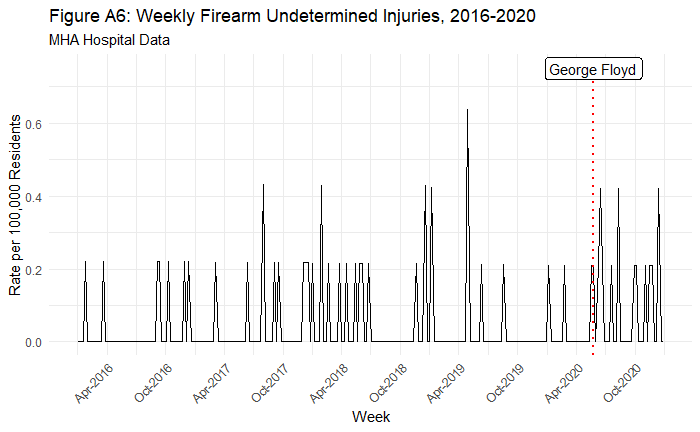 Figure A6: Weekly Firearm Undetermined Injuries, 2016-2020
MHA Hospital Data
George Floyd
Rate per 100,000 Residents
0.6
0.4
0.2
0.0
Apr-2016
Oct-2016
Apr-2017
Oct-2017
Apr-2018
Oct-2018
Apr-2019
Oct-2019
Apr-2020
Oct-2020
Week